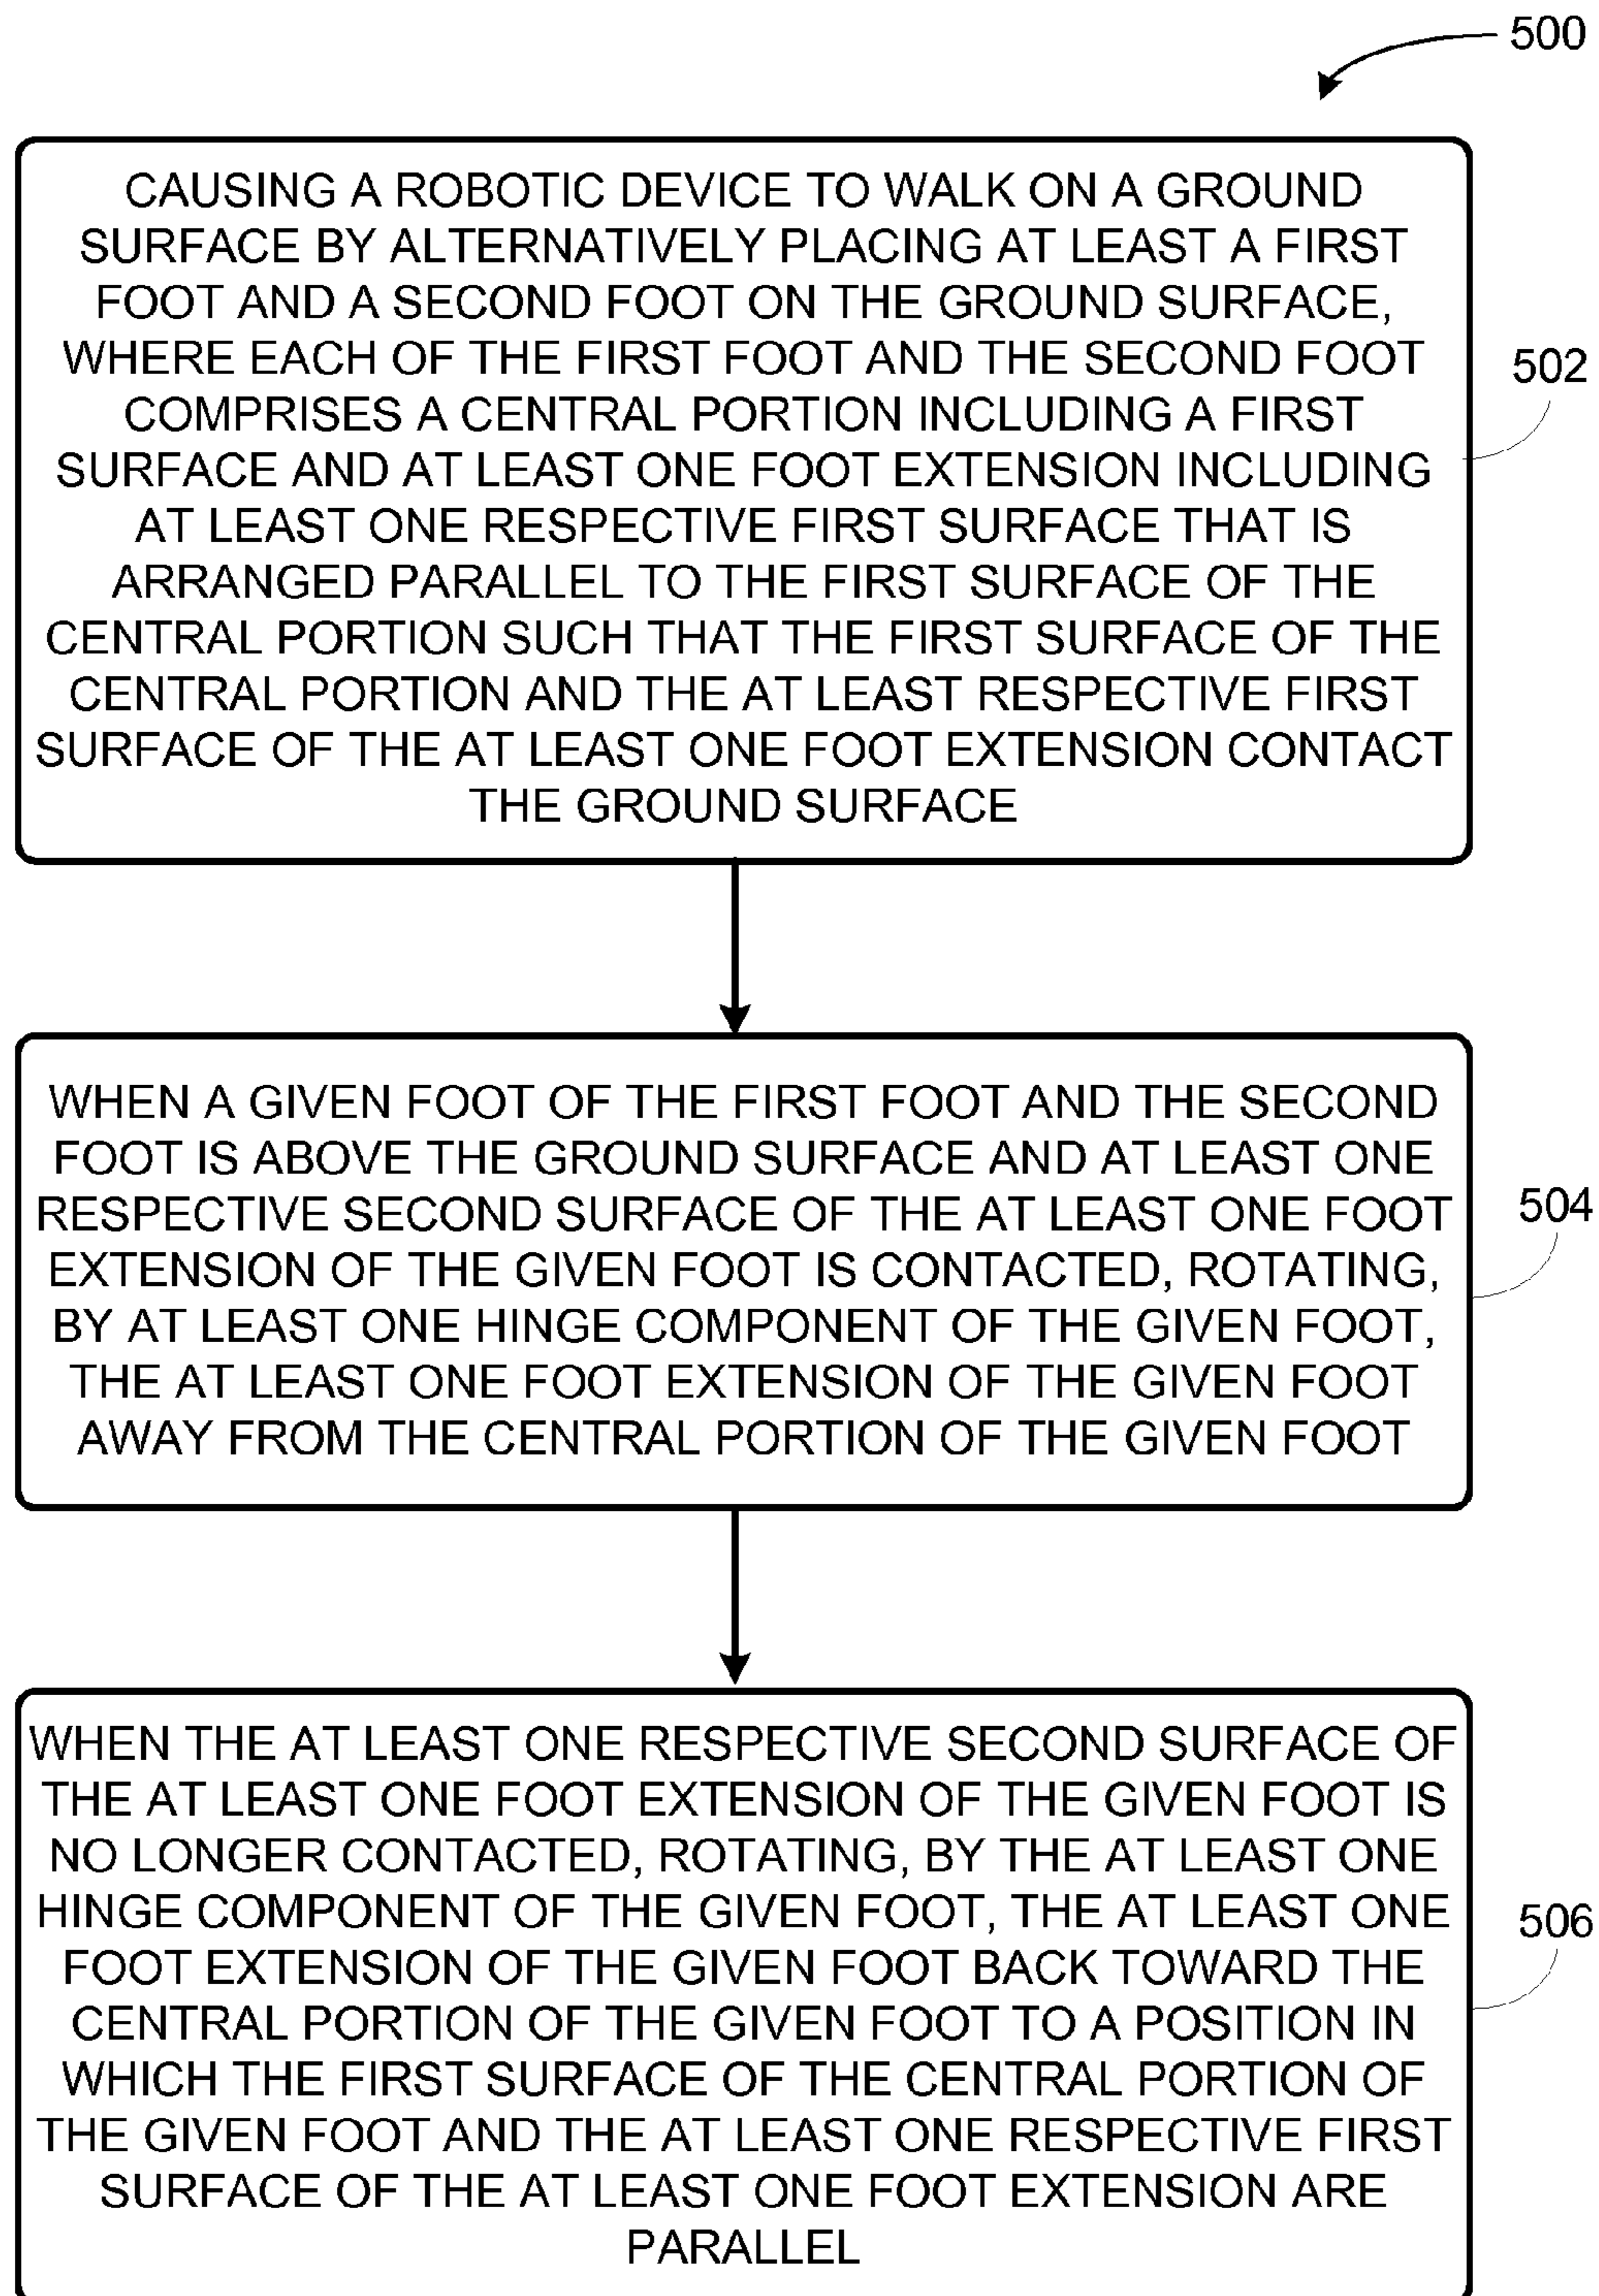 500
CAUSING A ROBOTIC DEVICE TO WALK ON A GROUND
SURFACE BY ALTERNATIVELY PLACING AT LEAST A FIRST
FOOT AND A SECOND FOOT ON THE GROUND SURFACE,
WHERE EACH OF THE FIRST FOOT AND THE SECOND FOOT
COMPRISES A CENTRAL PORTION INCLUDING A FIRST
SURFACE AND AT LEAST ONE FOOT EXTENSION INCLUDING
AT LEAST ONE RESPECTIVE FIRST SURFACE THAT IS
ARRANGED PARALLEL TO THE FIRST SURFACE OF THE
CENTRAL PORTION SUCH THAT THE FIRST SURFACE OF THE
CENTRAL PORTION AND THE AT LEAST RESPECTIVE FIRST
SURFACE OF THE AT LEAST ONE FOOT EXTENSION CONTACT
THE GROUND SURFACE
502
WHEN A GIVEN FOOT OF THE FIRST FOOT AND THE SECOND
FOOT IS ABOVE THE GROUND SURFACE AND AT LEAST ONE
RESPECTIVE SECOND SURFACE OF THE AT LEAST ONE FOOT
EXTENSION OF THE GIVEN FOOT IS CONTACTED, ROTATING,
BY AT LEAST ONE HINGE COMPONENT OF THE GIVEN FOOT,
THE AT LEAST ONE FOOT EXTENSION OF THE GIVEN FOOT
AWAY FROM THE CENTRAL PORTION OF THE GIVEN FOOT
504
WHEN THE AT LEAST ONE RESPECTIVE SECOND SURFACE OF
THE AT LEAST ONE FOOT EXTENSION OF THE GIVEN FOOT IS
NO LONGER CONTACTED, ROTATING, BY THE AT LEAST ONE
HINGE COMPONENT OF THE GIVEN FOOT, THE AT LEAST ONE
FOOT EXTENSION OF THE GIVEN FOOT BACK TOWARD THE
CENTRAL PORTION OF THE GIVEN FOOT TO A POSITION IN
WHICH THE FIRST SURFACE OF THE CENTRAL PORTION OF
THE GIVEN FOOT AND THE AT LEAST ONE RESPECTIVE FIRST
SURFACE OF THE AT LEAST ONE FOOT EXTENSION ARE
PARALLEL
506